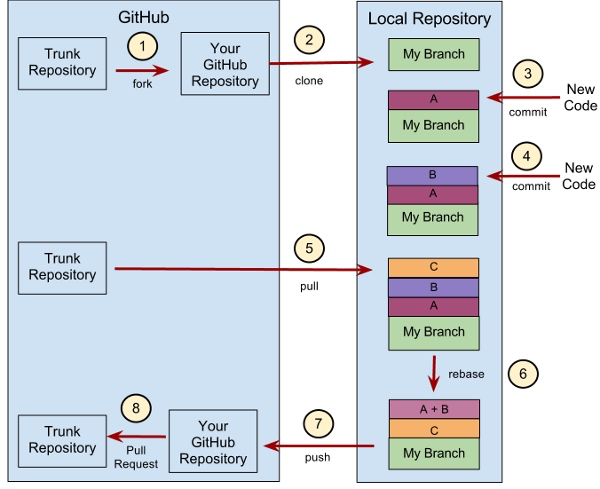 GitHub
Local Repository
Trunk
Repository
1
fork
Your
GitHub
Repository
2
clone
My Branch
3
commit
New
Code
A
My Branch
4
commit
New
Code
B
A
My Branch
Trunk
Repository
5
pull
C
B
A
My Branch
rebase
6
A + B
C
My Branch
7
push
Your
GitHub
Repository
8
Pull
Request
Trunk
Repository